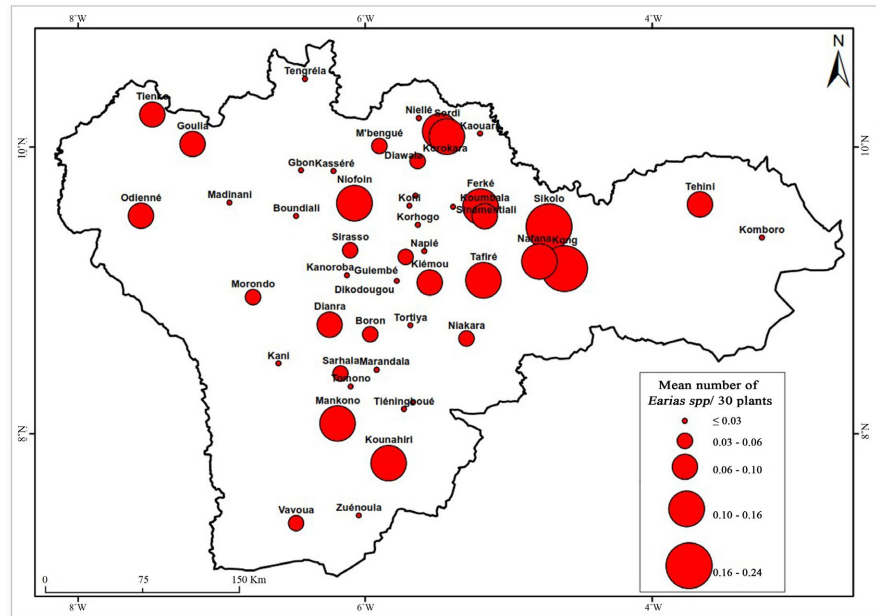 8°W
6°W
4°W
N
Tengréla
Tienko
Niellé
Sordi
Goulia
Kaouara
M'bengué
10°N
10°N
Korokara
Diawala
Gbon
Kasséré
Niofoin
Ferké
Koni
Koumbala
Sikolo
Tehini
Odienné
Madinani
Boundiali
Sinématiali
Korhogo
Komboro
Sirasso
Napié
Nafana
Kong
Kanoroba
Guiembé
Kiémou
Tafiré
Dikodougou
Morondo
Dianra
Boron
Tortiya
Niakara
Kani
Sarhala
Marandala
Tomono
Mankono
Tiéningboué
Kounahiri
8°N
8°N
Vavoua
Zuénoula
Mean number of
Earias spp/ 30 plants
≤ 0.03
0.03 - 0.06
0.06 - 0.10
0.10 - 0.16
0.16 - 0.24
0
75
150 Km
8°W
6°W
4°W